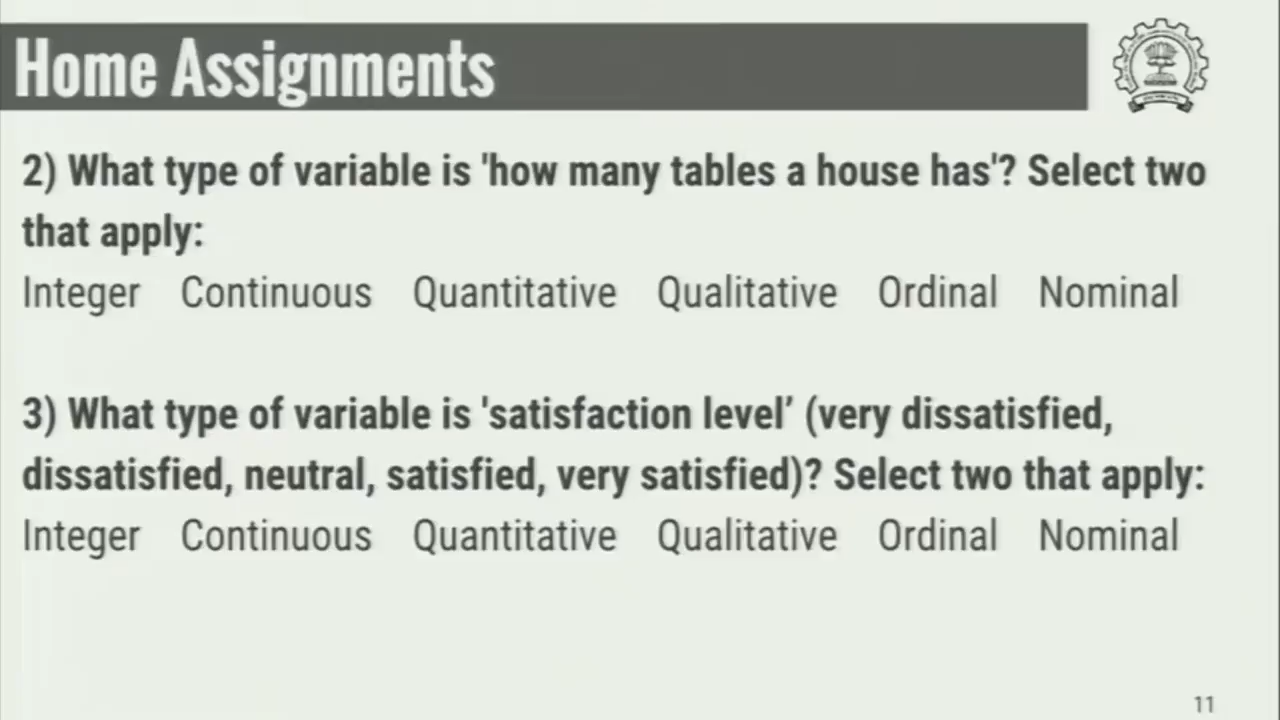 Home Assignments
2) What type of variable is 'how many tables a house has'? Select two
that apply:
Integer Continuous Quantitative Qualitative Ordinal Nominal
3) What type of variable is 'satisfaction level’ (very dissatisfied,
dissatisfied, neutral, satisfied, very satisfied)? Select two that apply:
Integer Continuous Quantitative Qualitative Ordinal Nominal
11